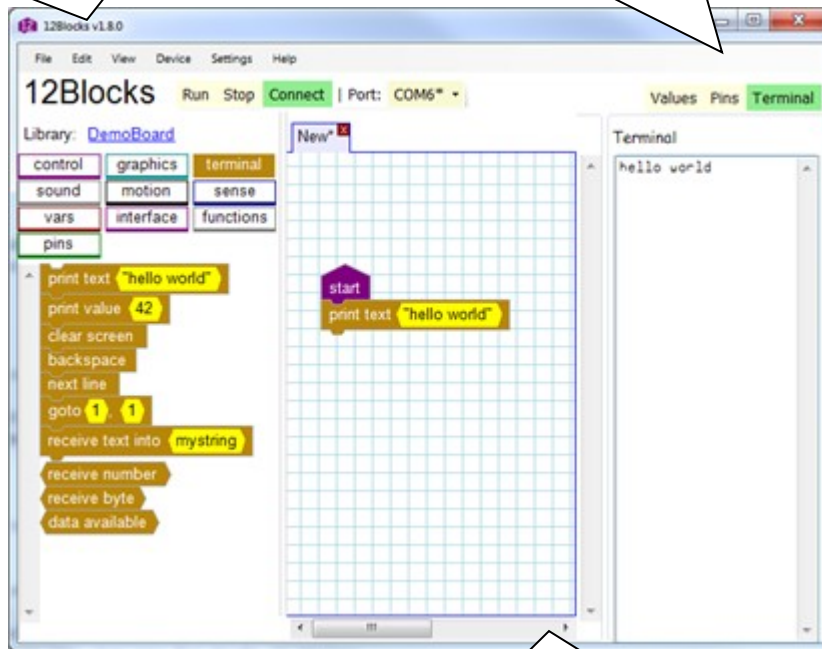 12Blocks v1.8.0
File Edit View Device Settings Help
12Blocks Run Stop Connect | Port: COM6* Values Pins Terminal
Library: DemoBoard
control graphics terminal
sound motion sense
vars interface functions
pins
print text "hello world"
print value 42
clear screen
backspace
next line
goto 1, 1
receive text into mystring
receive number
receive byte
data available
New*
start
print text "hello world"
Terminal
hello world